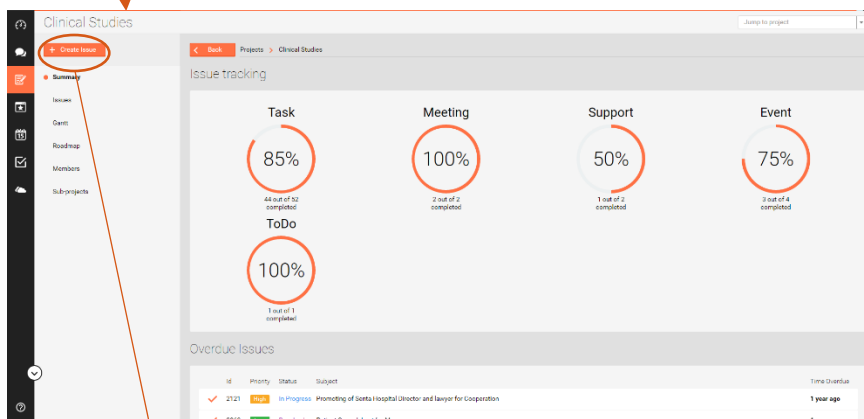 Clinical Studies
Jump to project
+ Create Issue
Back
Projects > Clinical Studies
Summary
Issues
Gantt
Roadmap
Members
Sub-projects
15
Issue tracking
Task
Meeting
Support
Event
85%
100%
50%
75%
44 out of 52
completed
2 out of 2
completed
1 out of 2
completed
3 out of 4
completed
ToDo
100%
1 out of 1
completed
Overdue Issues
Id Priority Status Subject Time Overdue
2121 High In Progress Promoting of Senta Hospital Director and lawyer for Cooperation 1 year ago